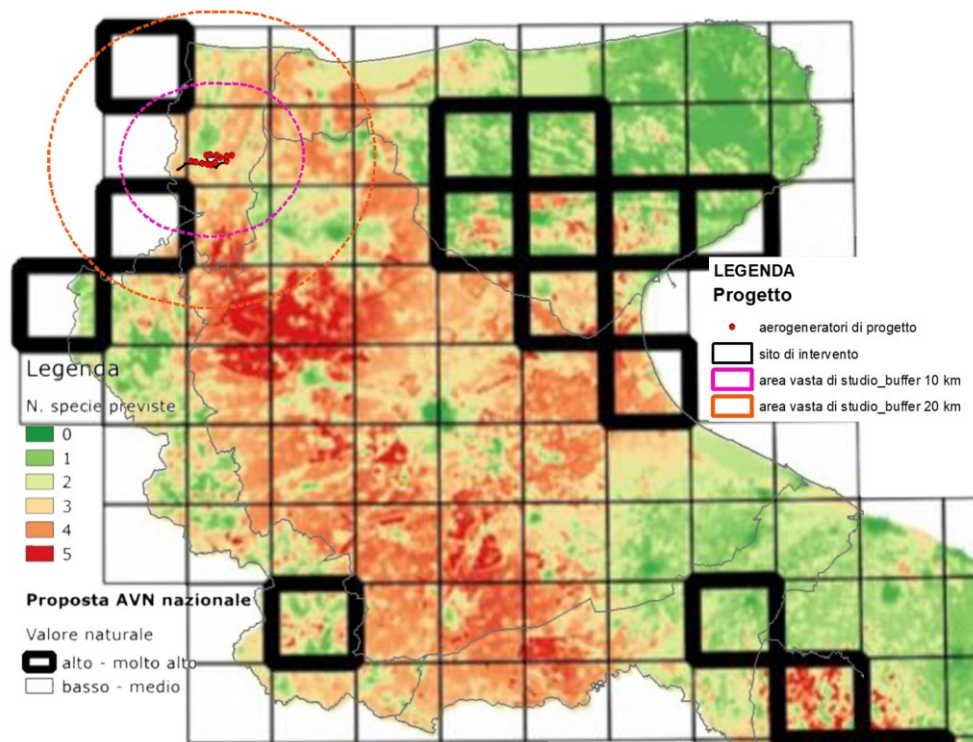 LEGENDA
Progetto
aerogeneratori di progetto
sito di intervento
area vasta di studio_buffer 10 km
area vasta di studio_buffer 20 km
Legenda
N. specie previste
0
1
2
3
4
5
Proposta AVN nazionale
Valore naturale
alto - molto alto
basso - medio